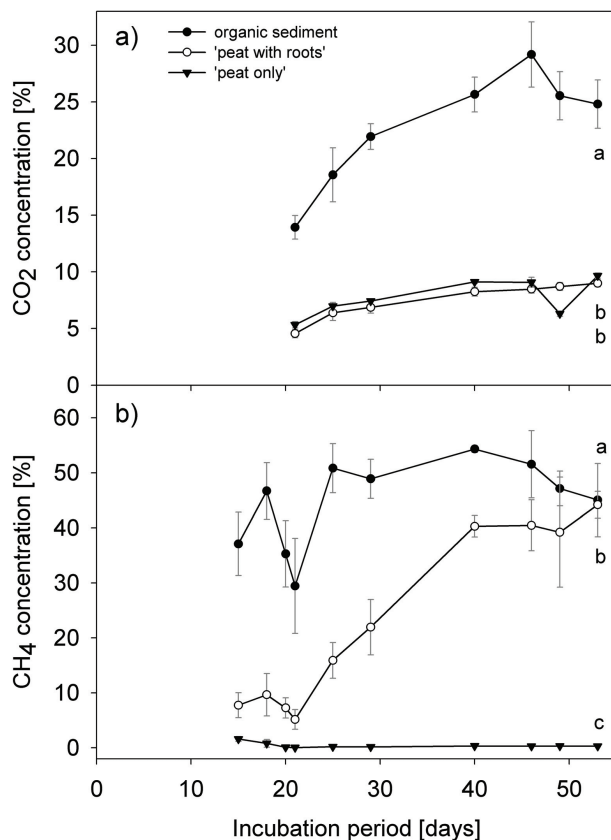 a)
organic sediment
'peat with roots'
'peat only'
CO2 concentration [%]
30
25
20
15
10
5
0
a
b
b
b)
CH4 concentration [%]
60
50
40
30
20
10
0
a
b
c
0 10 20 30 40 50
Incubation period [days]